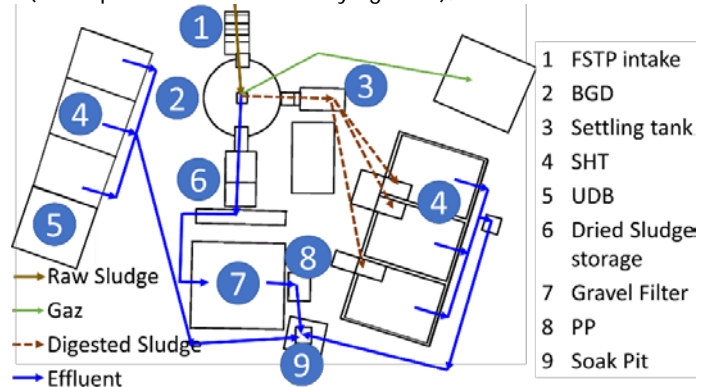 1
2
3
4
5
6
7
8
4
9
Raw Sludge
Gaz
Digested Sludge
Effluent
1 FSTP intake
2 BGD
3 Settling tank
4 SHT
5 UDB
6 Dried Sludge
storage
7 Gravel Filter
8 PP
9 Soak Pit